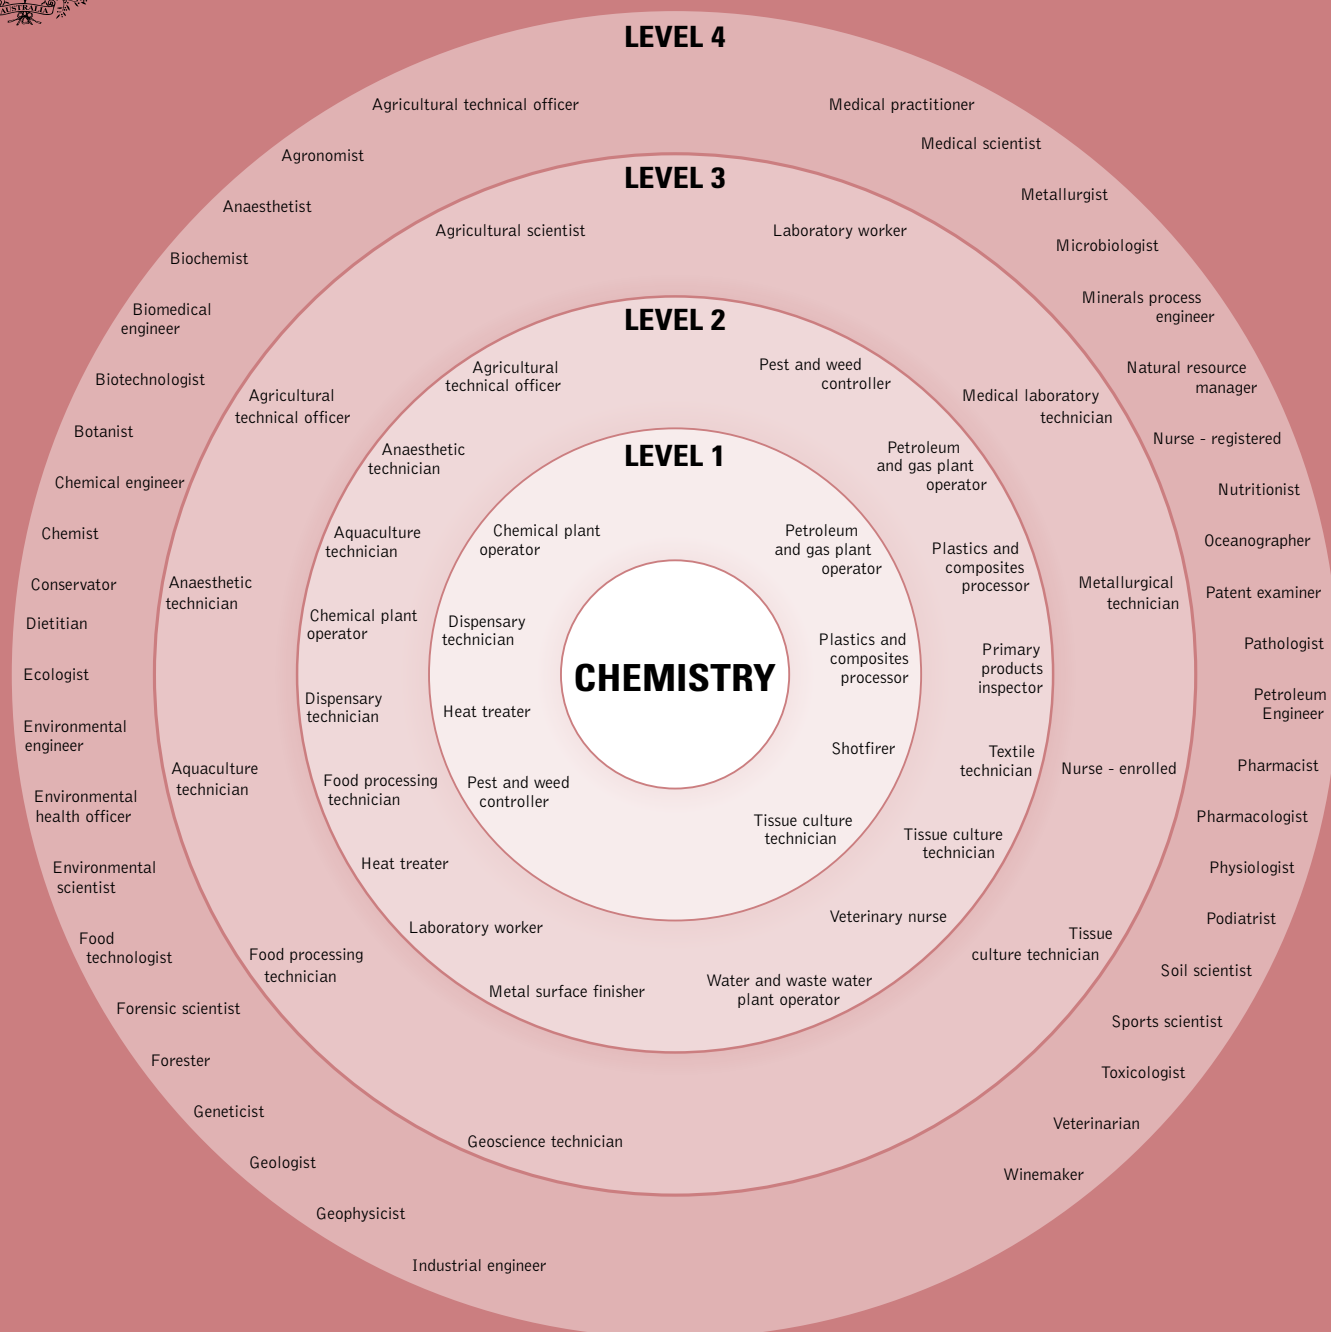 AUSTRALIA
LEVEL 4
Agricultural technical officer
Agronomist
Anaesthetist
Biochemist
Biomedical
engineer
Biotechnologist
Botanist
Chemical engineer
Chemist
Conservator
Dietitian
Ecologist
Environmental
engineer
Environmental
health officer
Environmental
scientist
Food
technologist
Forensic scientist
Forester
Geneticist
Geologist
Geophysicist
Industrial engineer
Medical practitioner
Medical scientist
Metallurgist
Microbiologist
Minerals process
engineer
Natural resource
manager
Nurse - registered
Nutritionist
Oceanographer
Patent examiner
Pathologist
Petroleum
Engineer
Pharmacist
Pharmacologist
Physiologist
Podiatrist
Soil scientist
Sports scientist
Toxicologist
Veterinarian
Winemaker
LEVEL 3
Agricultural scientist
Agricultural
technical officer
Anaesthetic
technician
Aquaculture
technician
Food processing
technician
Geoscience technician
Laboratory worker
Medical laboratory
technician
Metallurgical
technician
Nurse - enrolled
Tissue
culture technician
LEVEL 2
Agricultural
technical officer
Anaesthetic
technician
Aquaculture
technician
Chemical plant
operator
Dispensary
technician
Food processing
technician
Heat treater
Laboratory worker
Metal surface finisher
Pest and weed
controller
Petroleum
and gas plant
operator
Plastics and
composites
processor
Primary
products
inspector
Textile
technician
Tissue culture
technician
Veterinary nurse
Water and waste water
plant operator
LEVEL 1
Chemical plant
operator
Dispensary
technician
Heat treater
Pest and weed
controller
Petroleum
and gas plant
operator
Plastics and
composites
processor
Shotfirer
Tissue culture
technician
CHEMISTRY